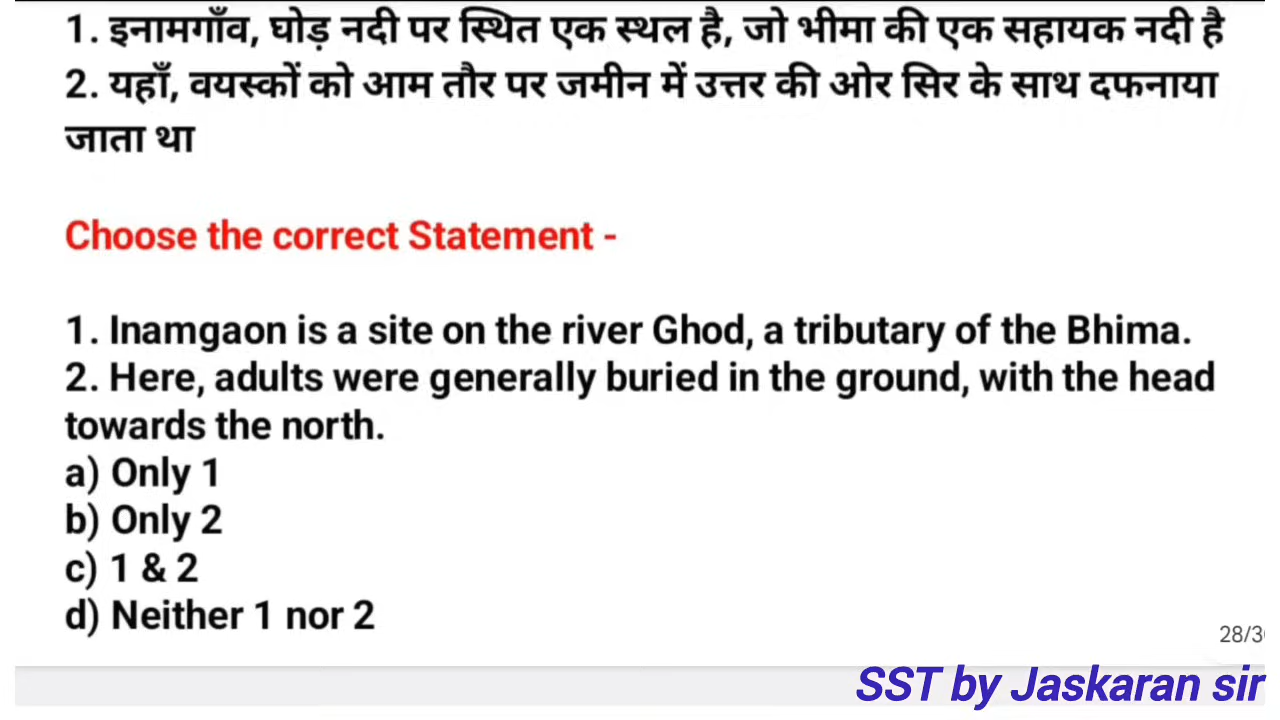 1. इनामगाँव, घोड़ नदी पर स्थित एक स्थल है, जो भीमा की एक सहायक नदी है
2. यहाँ, वयस्कों को आम तौर पर जमीन में उत्तर की ओर सिर के साथ दफनाया
जाता था
Choose the correct Statement -
1. Inamgaon is a site on the river Ghod, a tributary of the Bhima.
2. Here, adults were generally buried in the ground, with the head
towards the north.
a) Only 1
b) Only 2
c) 1 & 2
d) Neither 1 nor 2
28/3
SST by Jaskaran sir